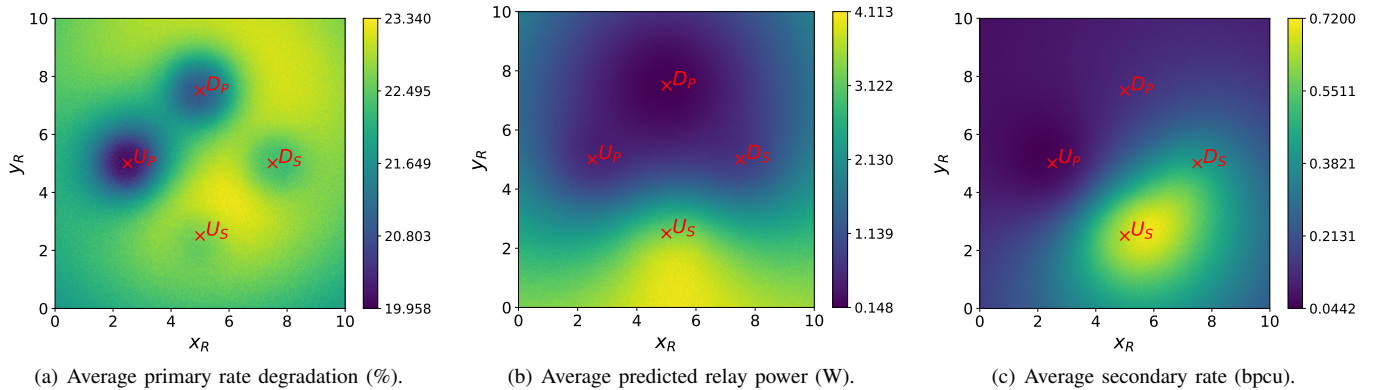 10
8
6
4
2
0
y_R
0 2 4 6 8 10
x_R
D_P
U_P
D_S
U_S
23.340
22.495
21.649
20.803
19.958
(a) Average primary rate degradation (%).
10
8
6
4
2
0
y_R
0 2 4 6 8 10
x_R
D_P
U_P
D_S
U_S
4.113
3.122
2.130
1.139
0.148
(b) Average predicted relay power (W).
10
8
6
4
2
0
y_R
0 2 4 6 8 10
x_R
D_P
U_P
D_S
U_S
0.7200
0.5511
0.3821
0.2131
0.0442
(c) Average secondary rate (bpcu).